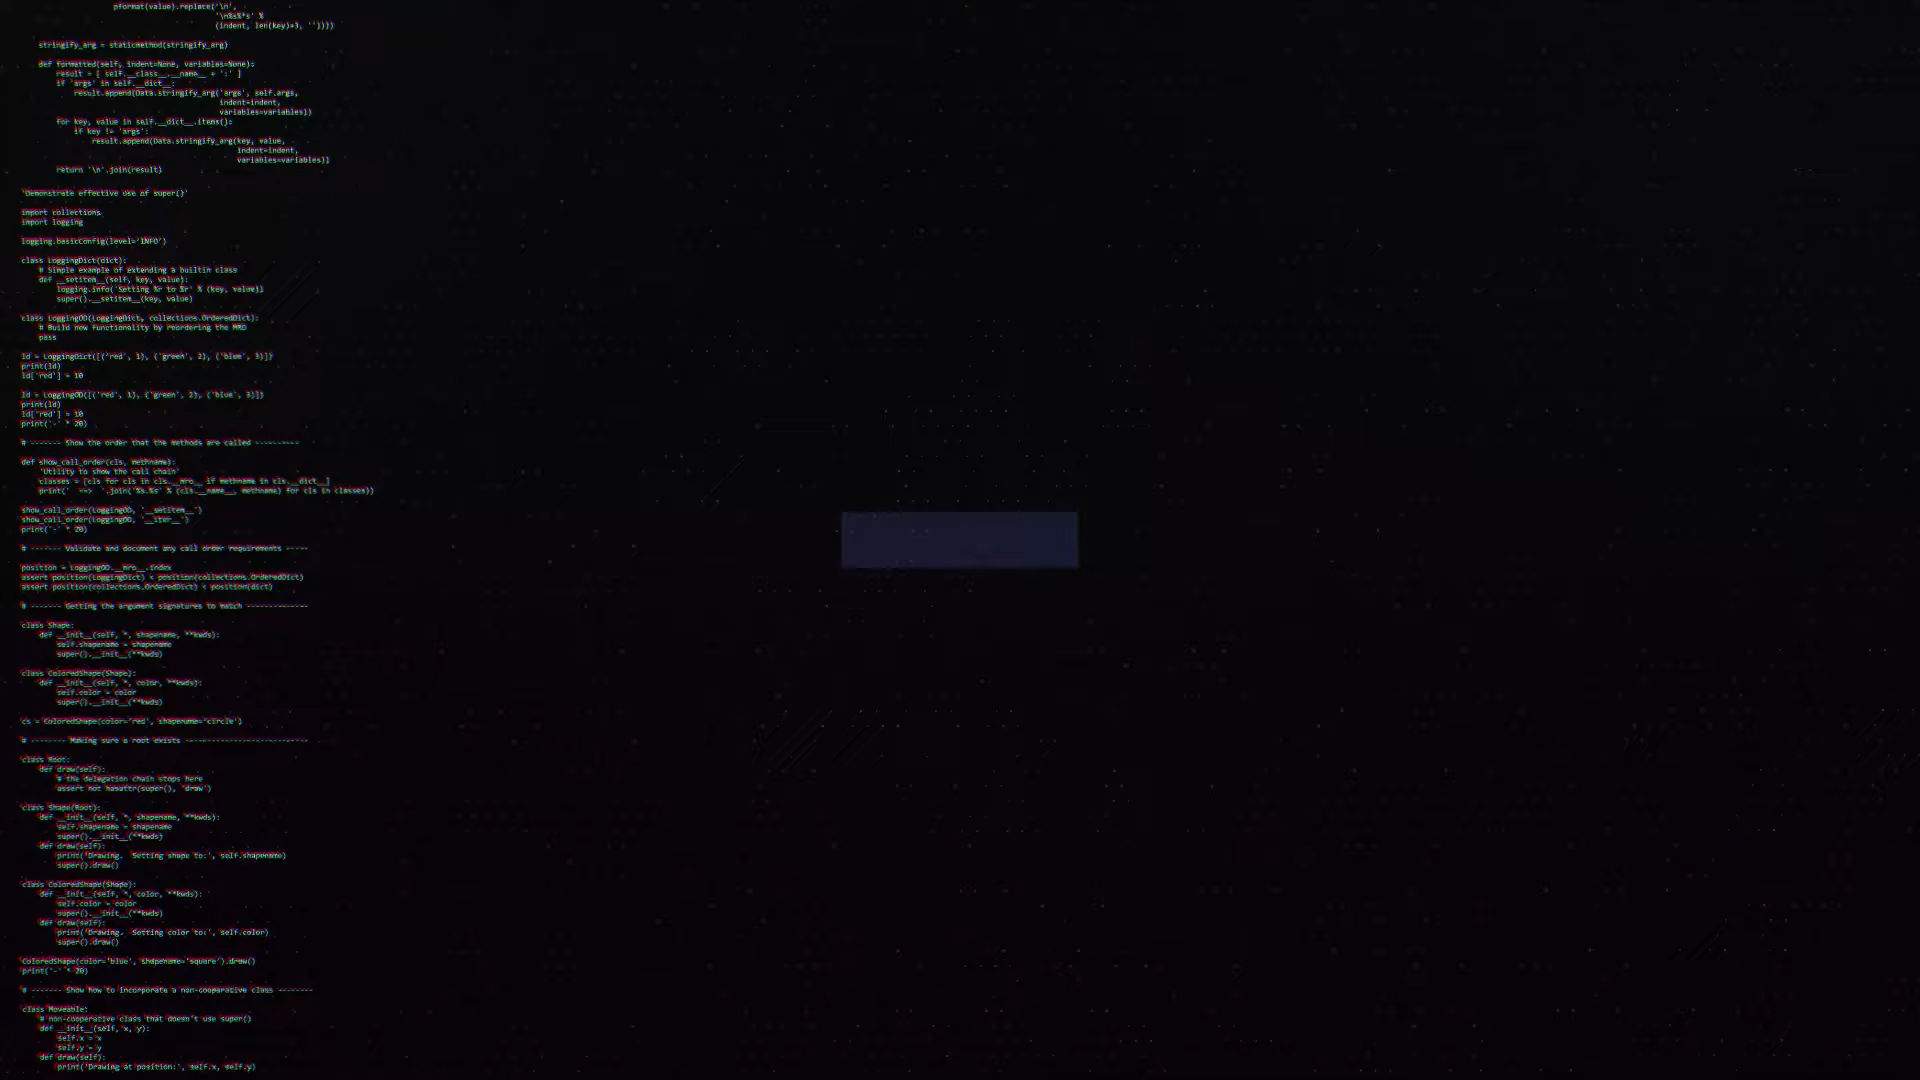 pformat(value).replace('\n',
'\n%s%*s' %
(indent, len(key)+3, ''))))
stringify_arg = staticmethod(stringify_arg)
def formatted(self, indent=None, variables=None):
result = [ self.__class__.__name__ + ':' ]
if 'args' in self.__dict__:
result.append(Data.stringify_arg('args', self.args,
indent=indent,
variables=variables))
for key, value in self.__dict__.items():
if key != 'args':
result.append(Data.stringify_arg(key, value,
indent=indent,
variables=variables))
return '\n'.join(result)
'Demonstrate effective use of super()'
import collections
import logging
logging.basicConfig(level='INFO')
class LoggingDict(dict):
# Simple example of extending a builtin class
def __setitem__(self, key, value):
logging.info('Setting %r to %r' % (key, value))
super().__setitem__(key, value)
class LoggingOD(LoggingDict, collections.OrderedDict):
# Build new functionality by reordering the MRO
pass
ld = LoggingDict([('red', 1), ('green', 2), ('blue', 3)])
print(ld)
ld['red'] = 10
ld = LoggingOD([('red', 1), ('green', 2), ('blue', 3)])
print(ld)
ld['red'] = 10
print('-' * 20)
# ------- Show the order that the methods are called ----------
def show_call_order(cls, methname):
'Utility to show the call chain'
classes = [cls for cls in cls.__mro__ if methname in cls.__dict__]
print('  ==>  '.join('%s.%s' % (cls.__name__, methname) for cls in classes))
show_call_order(LoggingOD, '__setitem__')
show_call_order(LoggingOD, '__iter__')
print('-' * 20)
# ------- Validate and document any call order requirements -----
position = LoggingOD.__mro__.index
assert position(LoggingDict) < position(collections.OrderedDict)
assert position(collections.OrderedDict) < position(dict)
# ------- Getting the argument signatures to match --------------
class Shape:
def __init__(self, *, shapename, **kwds):
self.shapename = shapename
super().__init__(**kwds)
class ColoredShape(Shape):
def __init__(self, *, color, **kwds):
self.color = color
super().__init__(**kwds)
cs = ColoredShape(color='red', shapename='circle')
# -------- Making sure a root exists ----------------------------
class Root:
def draw(self):
# the delegation chain stops here
assert not hasattr(super(), 'draw')
class Shape(Root):
def __init__(self, *, shapename, **kwds):
self.shapename = shapename
super().__init__(**kwds)
def draw(self):
print('Drawing.  Setting shape to:', self.shapename)
super().draw()
class ColoredShape(Shape):
def __init__(self, *, color, **kwds):
self.color = color
super().__init__(**kwds)
def draw(self):
print('Drawing.  Setting color to:', self.color)
super().draw()
ColoredShape(color='blue', shapename='square').draw()
print('-' * 20)
# ------- Show how to incorporate a non-cooperative class --------
class Moveable:
# non-cooperative class that doesn't use super()
def __init__(self, x, y):
self.x = x
self.y = y
def draw(self):
print('Drawing at position:', self.x, self.y)